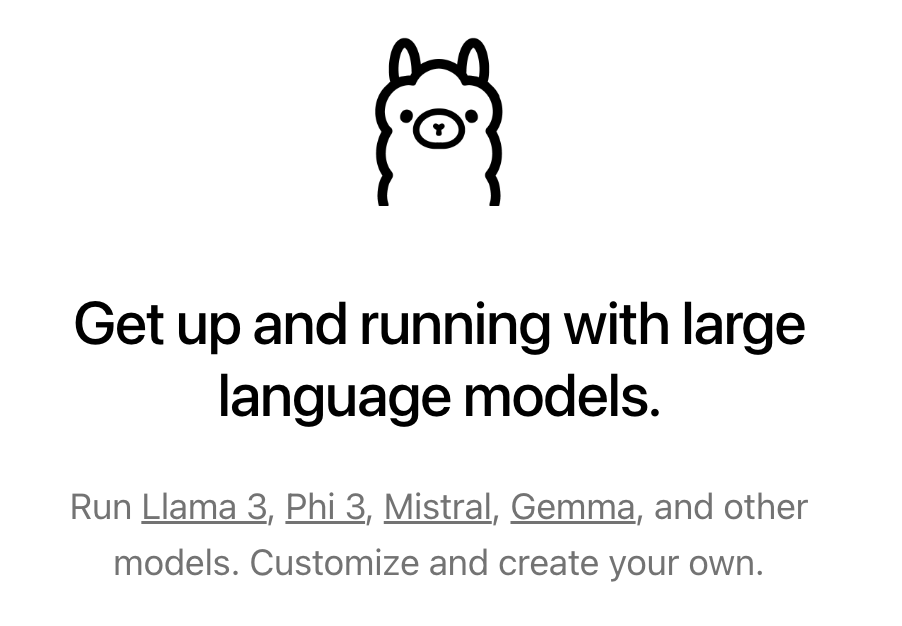 Get up and running with large
language models.
Run Llama 3, Phi 3, Mistral, Gemma, and other
models. Customize and create your own.